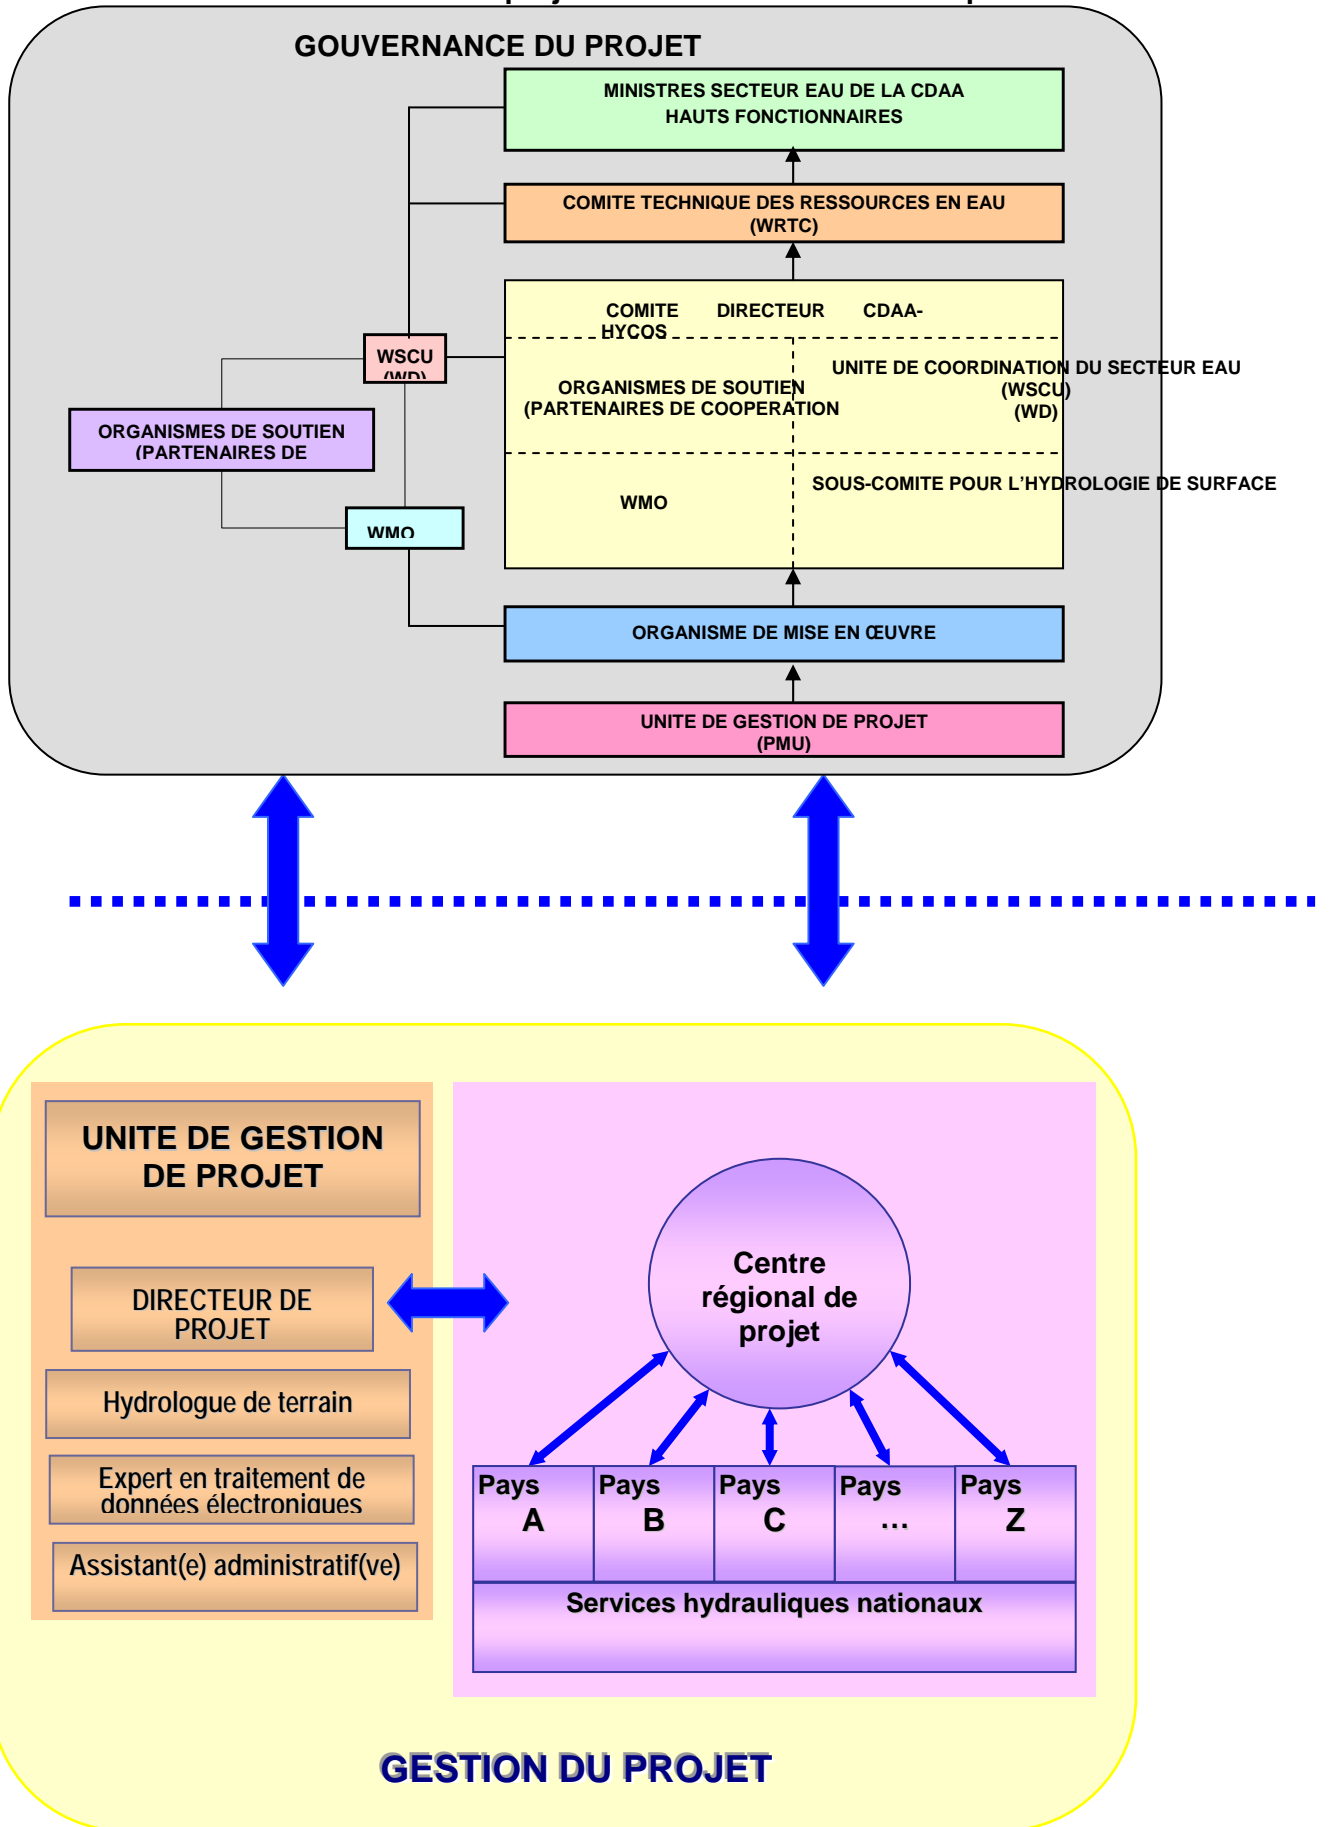 GOUVERNANCE DU PROJET
MINISTRES SECTEUR EAU DE LA CDAA
HAUTS FONCTIONNAIRES
COMITE TECHNIQUE DES RESSOURCES EN EAU
(WRTC)
COMITE DIRECTEUR CDAA-
HYCOS
WSCU
(WD)
ORGANISMES DE SOUTIEN
(PARTENAIRES DE COOPERATION
UNITE DE COORDINATION DU SECTEUR EAU
(WSCU)
(WD)
ORGANISMES DE SOUTIEN
(PARTENAIRES DE
WMO
WMO
SOUS-COMITE POUR L'HYDROLOGIE DE SURFACE
ORGANISME DE MISE EN ŒUVRE
UNITE DE GESTION DE PROJET
(PMU)
UNITE DE GESTION
DE PROJET
DIRECTEUR DE
PROJET
Hydrologue de terrain
Expert en traitement de
données électroniques
Assistant(e) administratif(ve)
Centre
régional de
projet
Pays
A
Pays
B
Pays
C
Pays
…
Pays
Z
Services hydrauliques nationaux
GESTION DU PROJET